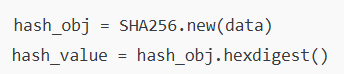 hash_obj = SHA256.new(data)
hash_value = hash_obj.hexdigest()